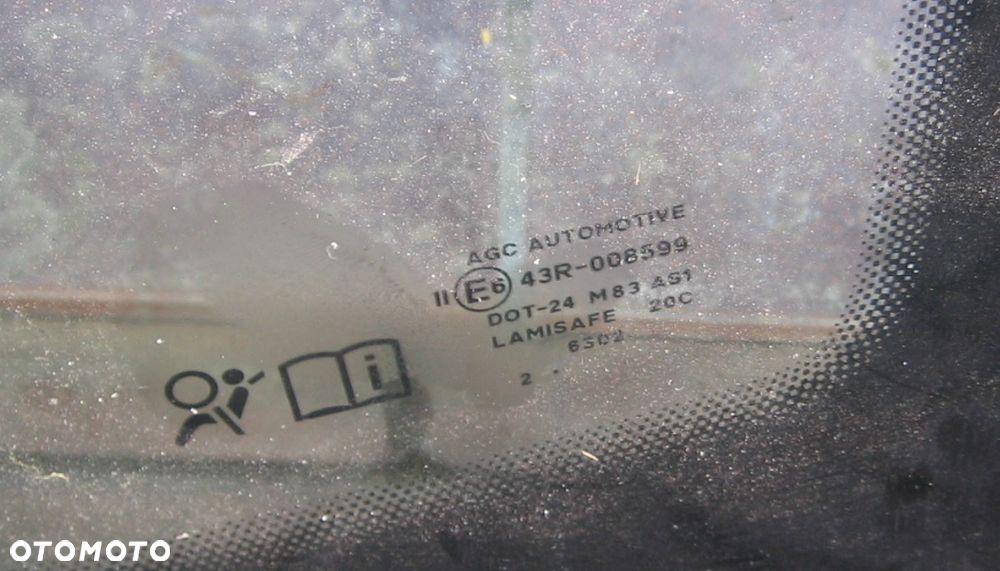 AGC AUTOMOTIVE
II E6 43R-008599
DOT-24 M83 AS1
LAMISAFE 20C
6502
2 .
i
OTOMOTO